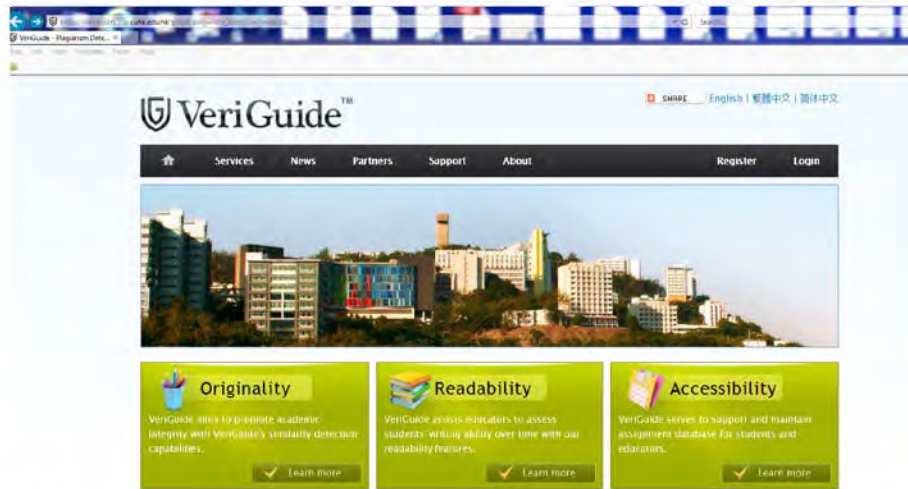 VeriGuide - Plagiarism Dete...
VeriGuide™
SHARE English | 繁體中文 | 简体中文
Services News Partners Support About Register Login
Originality
VeriGuide aims to promote academic
integrity with VeriGuide's similarity detection
capabilities.
Learn more
Readability
VeriGuide assists educators to assess
students' writing ability over time with our
readability features.
Learn more
Accessibility
VeriGuide serves to support and maintain
assignment database for students and
educators.
Learn more